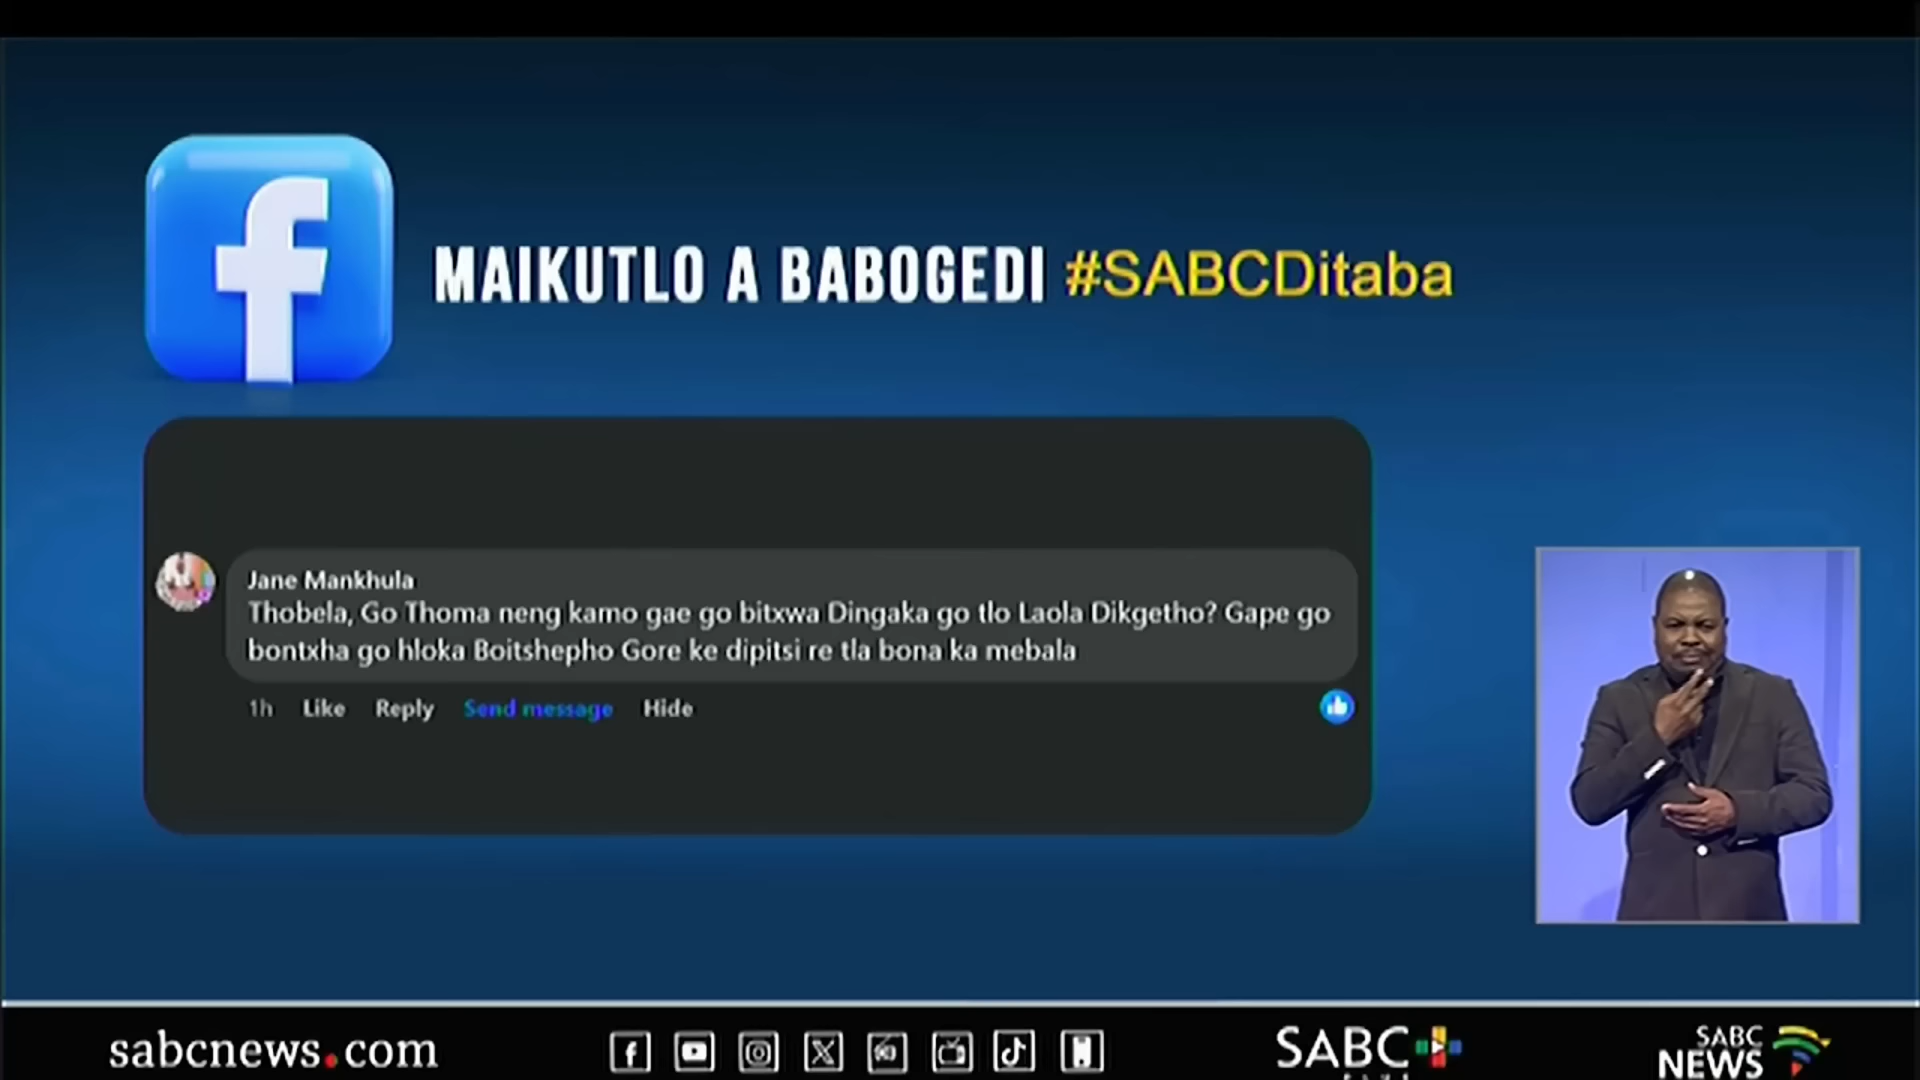 MAIKUTLO A BABOGEDI #SABCDitaba
Jane Mankhula
Thobela, Go Thoma neng kamo gae go bitxwa Dingaka go tlo Laola Dikgetho? Gape go
bontxha go hloka Boitshepho Gore ke dipitsi re tla bona ka mebala
1h Like Reply Send message Hide
sabcnews.com
SABC
SABC
NEWS